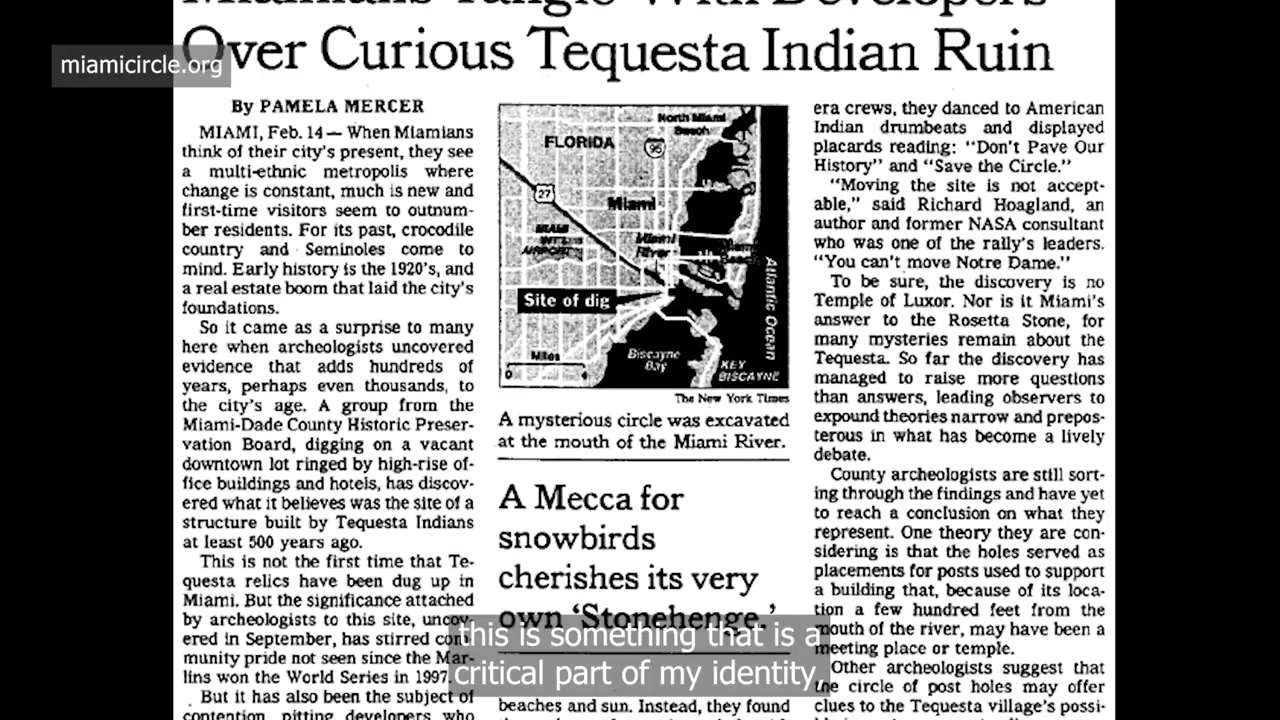 Miamians Tangle With Developers
Over Curious Tequesta Indian Ruin
miamicircle.org
By PAMELA MERCER
MIAMI, Feb. 14 — When Miamians
think of their city's present, they see
a multi-ethnic metropolis where
change is constant, much is new and
first-time visitors seem to outnum-
ber residents. For its past, crocodile
country and Seminoles come to
mind. Early history is the 1920's, and
a real estate boom that laid the city's
foundations.
So it came as a surprise to many
here when archeologists uncovered
evidence that adds hundreds of
years, perhaps even thousands, to
the city's age. A group from the
Miami-Dade County Historic Preser-
vation Board, digging on a vacant
downtown lot ringed by high-rise of-
fice buildings and hotels, has discov-
ered what it believes was the site of a
structure built by Tequesta Indians
at least 500 years ago.
This is not the first time that Te-
questa relics have been dug up in
Miami. But the significance attached
by archeologists to this site, uncov-
ered in September, has stirred com-
munity pride not seen since the Mar-
lins won the World Series in 1997.
But it has also been the subject of
contention, pitting developers who
North Miami
Beach
FLORIDA
95
27
Miami
MIAMI
INT'L
AIRPORT
Miami
River
Miami
Beach
Site of dig
Atlantic Ocean
Miles
0
4
Biscayne
Bay
KEY
BISCAYNE
The New York Times
A mysterious circle was excavated
at the mouth of the Miami River.
A Mecca for
snowbirds
cherishes its very
own 'Stonehenge.'
beaches and sun. Instead, they found
era crews, they danced to American
Indian drumbeats and displayed
placards reading: "Don't Pave Our
History" and "Save the Circle."
"Moving the site is not accept-
able," said Richard Hoagland, an
author and former NASA consultant
who was one of the rally's leaders.
"You can't move Notre Dame."
To be sure, the discovery is no
Temple of Luxor. Nor is it Miami's
answer to the Rosetta Stone, for
many mysteries remain about the
Tequesta. So far the discovery has
managed to raise more questions
than answers, leading observers to
expound theories narrow and prepos-
terous in what has become a lively
debate.
County archeologists are still sort-
ing through the findings and have yet
to reach a conclusion on what they
represent. One theory they are con-
sidering is that the holes served as
placements for posts used to support
a building that, because of its loca-
tion a few hundred feet from the
mouth of the river, may have been a
meeting place or temple.
Other archeologists suggest that
the circle of post holes may offer
clues to the Tequesta village's possi-
this is something that is a
critical part of my identity,